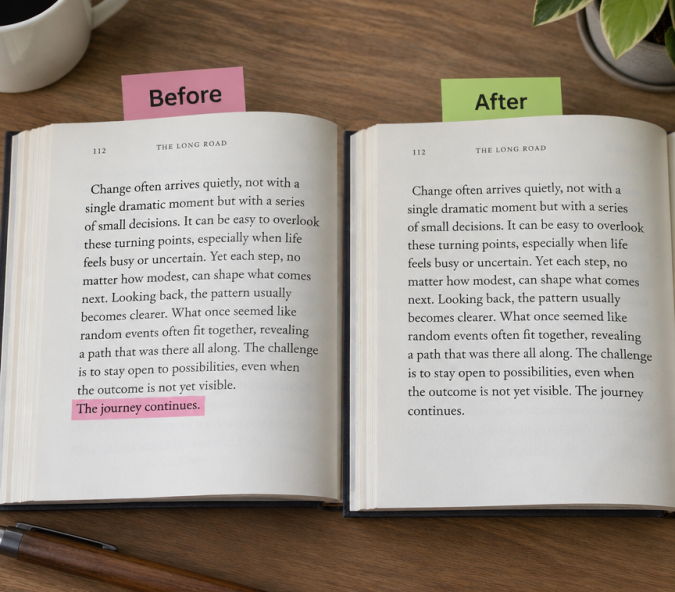 Before
112
THE LONG ROAD
Change often arrives quietly, not with a
single dramatic moment but with a series
of small decisions. It can be easy to overlook
these turning points, especially when life
feels busy or uncertain. Yet each step, no
matter how modest, can shape what comes
next. Looking back, the pattern usually
becomes clearer. What once seemed like
random events often fit together, revealing
a path that was there all along. The challenge
is to stay open to possibilities, even when
the outcome is not yet visible.
The journey continues.
After
112
THE LONG ROAD
Change often arrives quietly, not with a
single dramatic moment but with a series
of small decisions. It can be easy to overlook
these turning points, especially when life
feels busy or uncertain. Yet each step, no
matter how modest, can shape what comes
next. Looking back, the pattern usually
becomes clearer. What once seemed like
random events often fit together, revealing
a path that was there all along. The challenge
is to stay open to possibilities, even when
the outcome is not yet visible. The journey
continues.